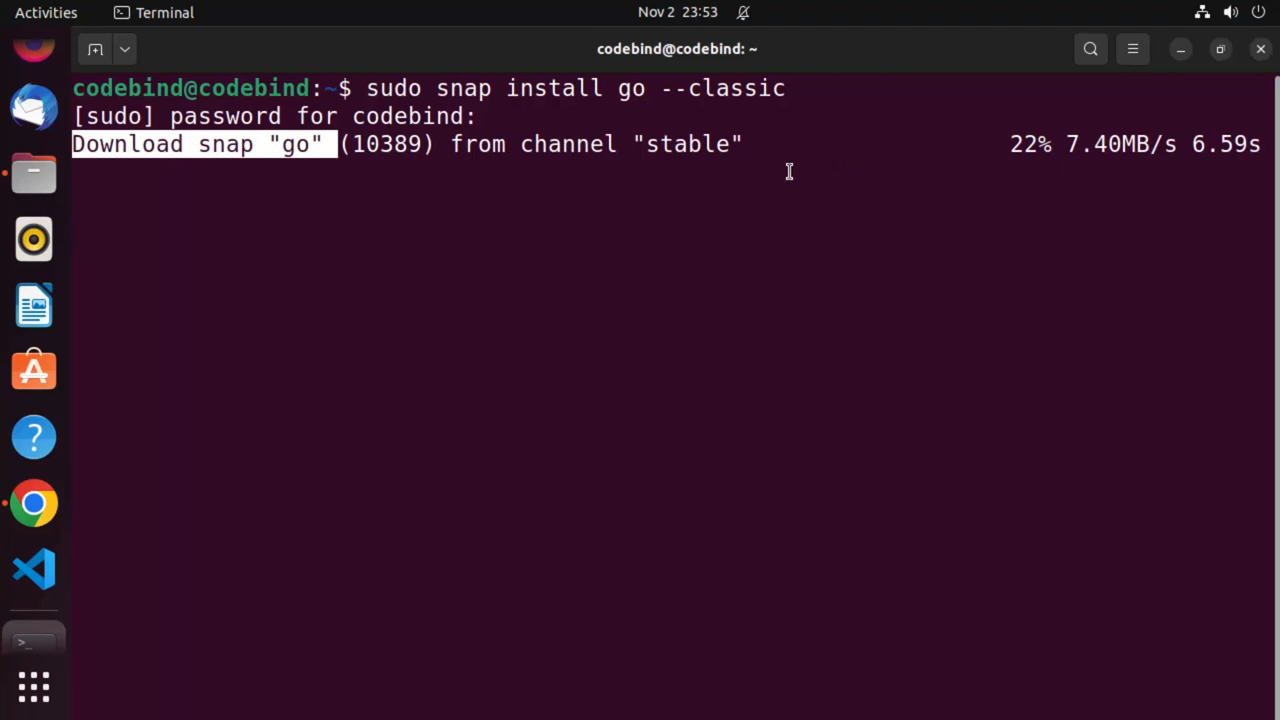 Activities Terminal Nov 2 23:53
codebind@codebind: ~
codebind@codebind:~$ sudo snap install go --classic
[sudo] password for codebind:
Download snap "go" (10389) from channel "stable" 22% 7.40MB/s 6.59s